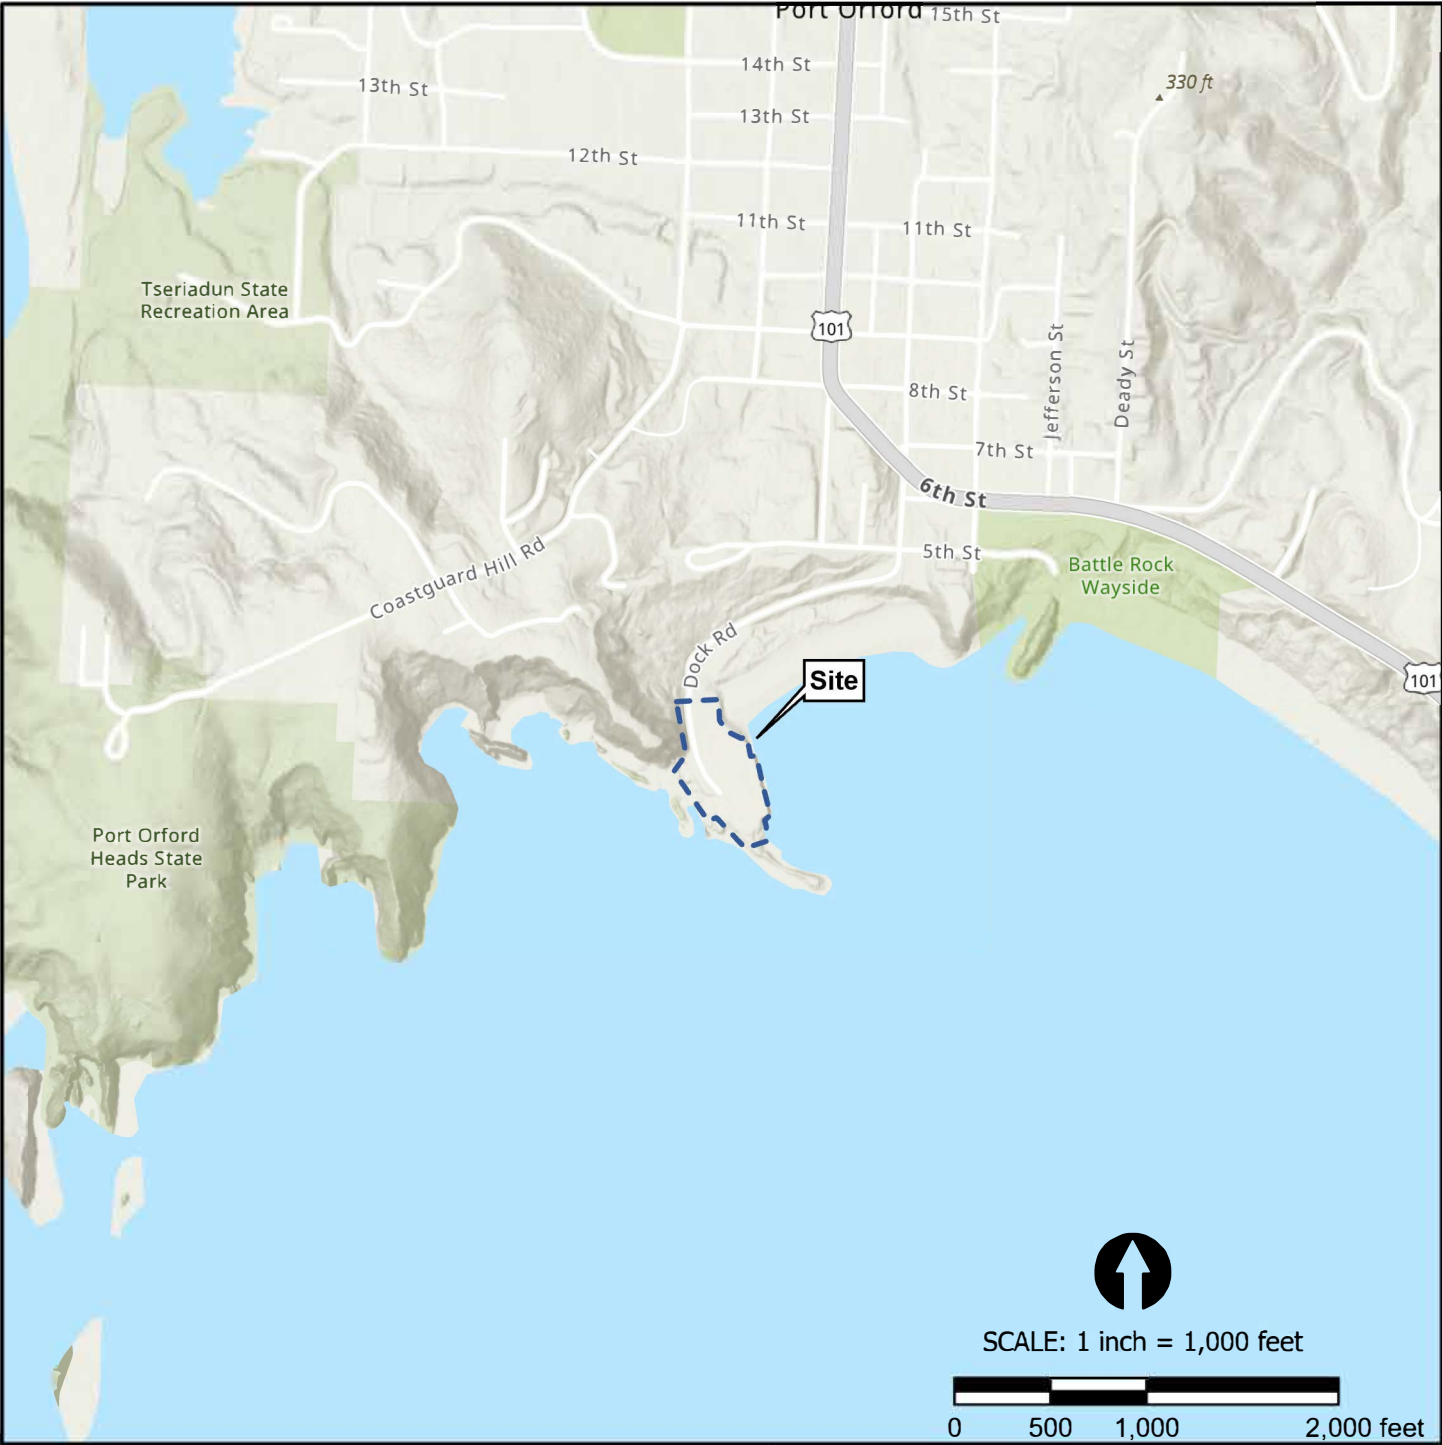 Port Orford
15th St
14th St
330 ft
13th St
13th St
12th St
11th St
11th St
Tseriadun State
Recreation Area
101
Jefferson St
Deady St
8th St
7th St
6th St
5th St
Coastguard Hill Rd
Battle Rock
Wayside
Dock Rd
Site
101
Port Orford
Heads State
Park
SCALE: 1 inch = 1,000 feet
0 500 1,000 2,000 feet